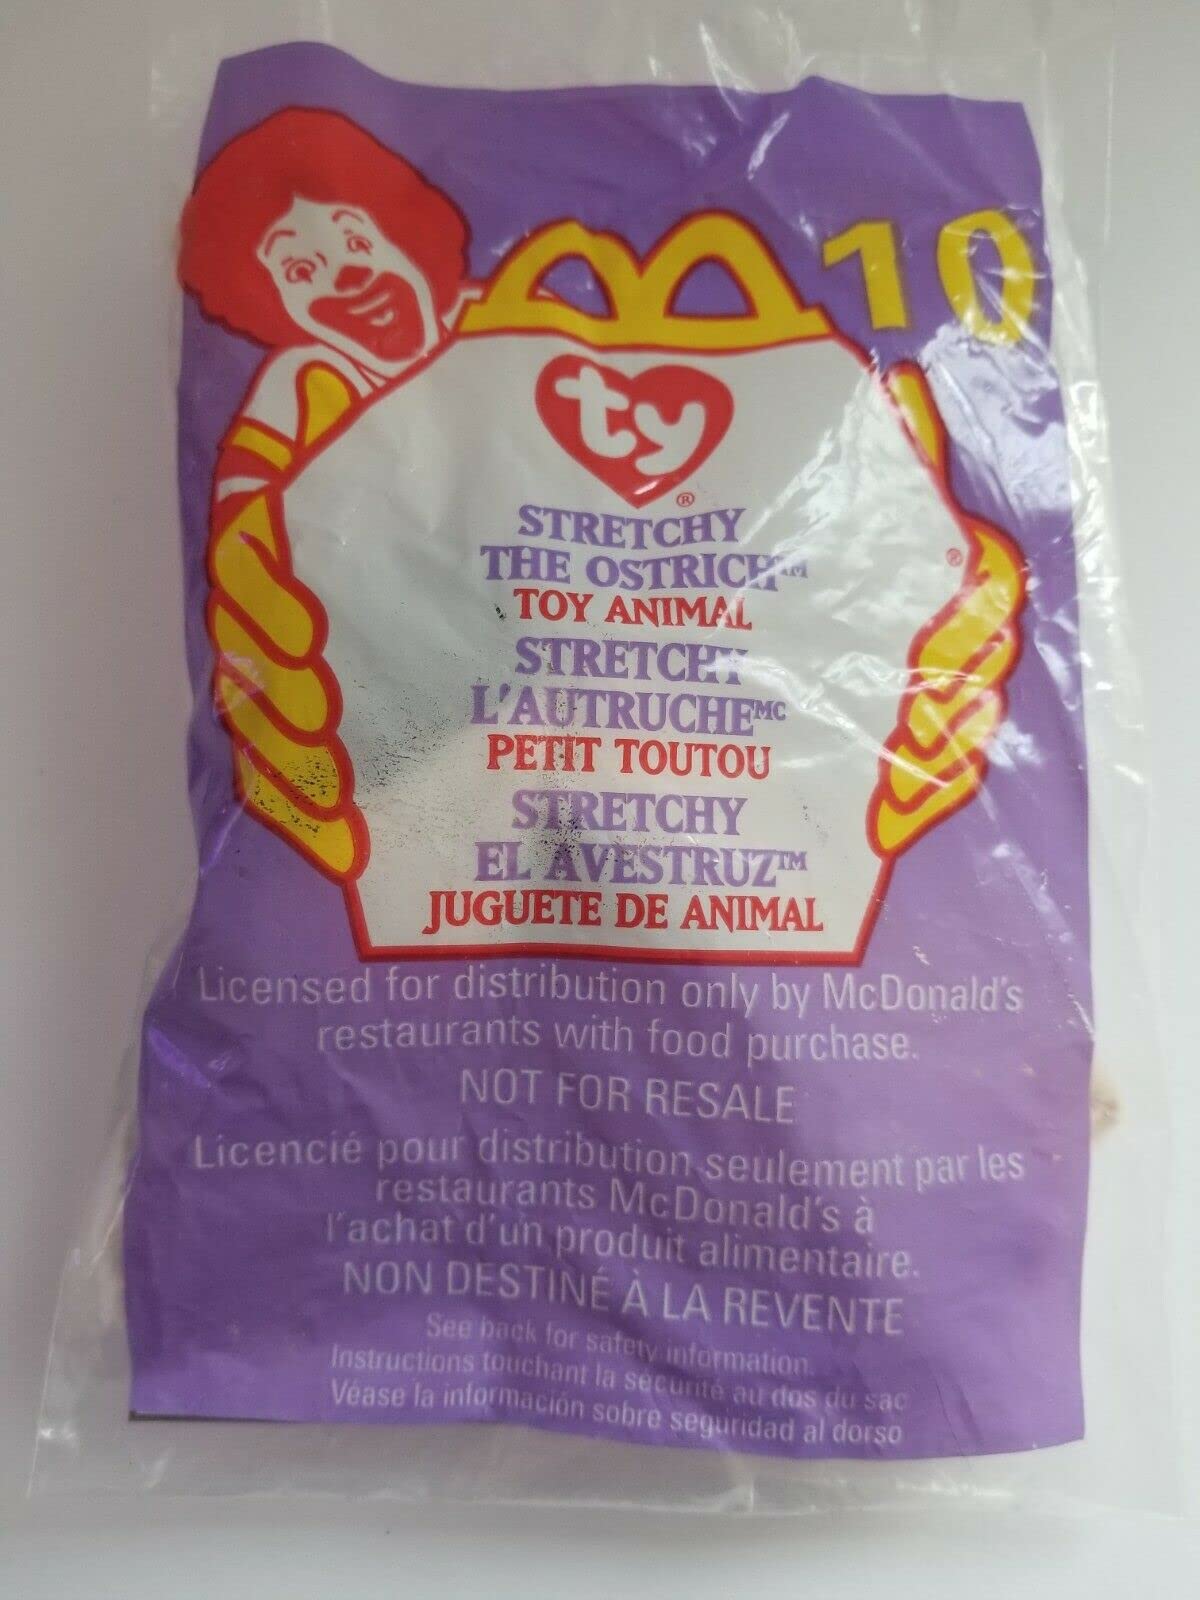 10
ty
®
STRETCHY
THE OSTRICH™
®
TOY ANIMAL
STRETCHY
L'AUTRUCHEMC
PETIT TOUTOU
STRETCHY
EL AVESTRUZ™
JUGUETE DE ANIMAL
Licensed for distribution only by McDonald's
restaurants with food purchase.
NOT FOR RESALE
Licencié pour distribution seulement par les
restaurants McDonald's à
l'achat d'un produit alimentaire.
NON DESTINÉ À LA REVENTE
See back for safety information.
Instructions touchant la sécurité au dos du sac
Véase la información sobre seguridad al dorso